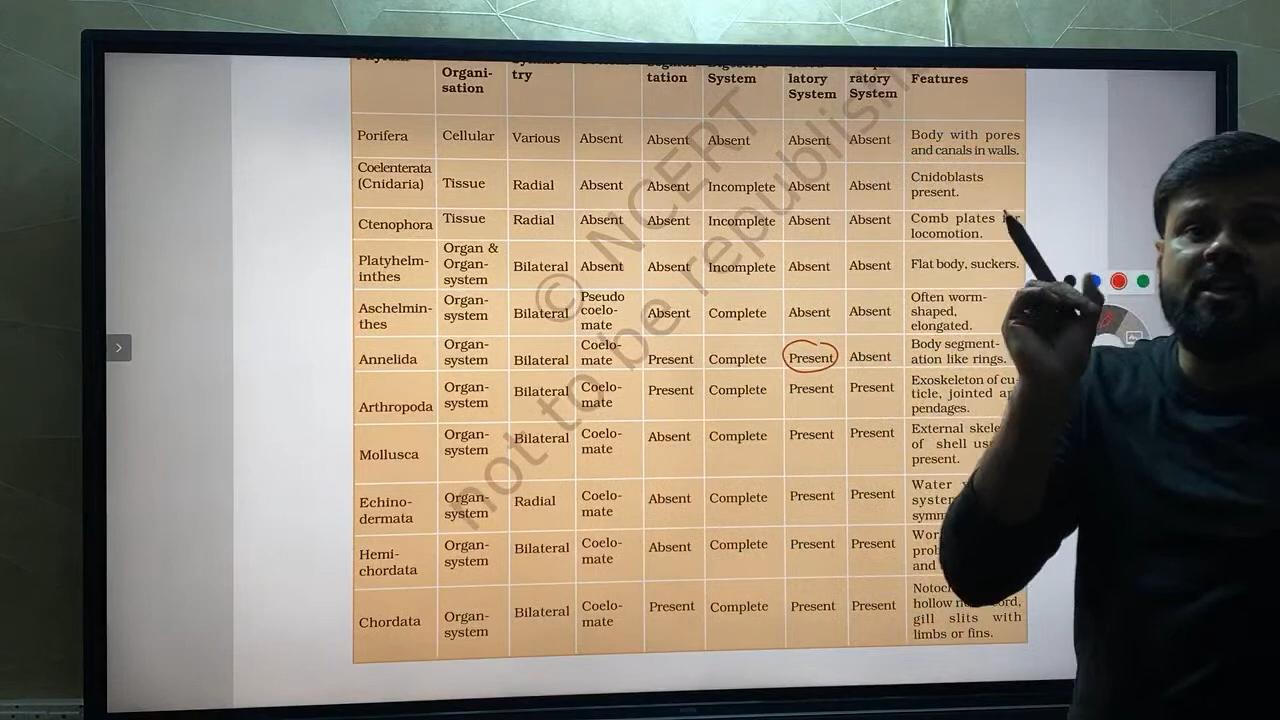 Organi- try tation System latory ratory Features
sation System System
Porifera Cellular Various Absent Absent Absent Absent Absent Body with pores
and canals in walls.
Coelenterata
(Cnidaria) Tissue Radial Absent Absent Incomplete Absent Absent Cnidoblasts
present.
Ctenophora Tissue Radial Absent Absent Incomplete Absent Absent Comb plates
locomotion.
Platyhelm- Organ & Bilateral Absent Absent Incomplete Absent Absent Flat body, suckers.
inthes Organ-
system
Aschelmin- Organ- Bilateral Pseudo Absent Complete Absent Absent Often worm-
thes system coelo- shaped,
mate elongated.
Annelida Organ- Bilateral Coelo- Present Complete Present Absent Body segment-
system mate ation like rings.
Arthropoda Organ- Bilateral Coelo- Present Complete Present Present Exoskeleton of cu-
system mate ticle, jointed
pendages.
Mollusca Organ- Bilateral Coelo- Absent Complete Present Present External
system mate of shell
present.
Echino- Organ- Radial Coelo- Absent Complete Present Present Water
dermata system mate
Hemi- Organ- Bilateral Coelo- Absent Complete Present Present
chordata system mate and
Chordata Organ- Bilateral Coelo- Present Complete Present Present
system mate hollow
gill slits with
limbs or fins.
© NCERT
not to be republish